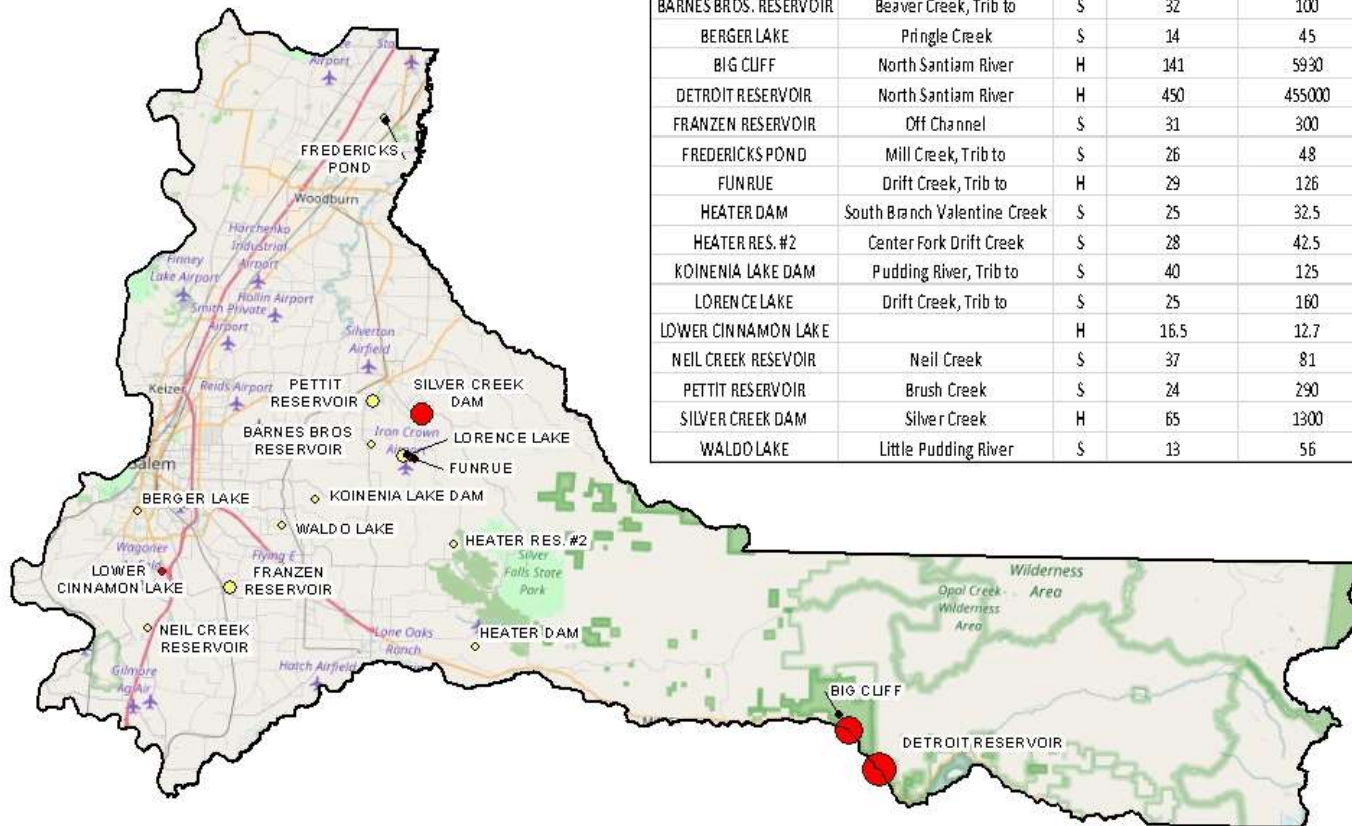 BARNES BROS. RESERVOIR Beaver Creek, Trib to S 32 100
BERGER LAKE Pringle Creek S 14 45
BIG CLIFF North Santiam River H 141 5930
DETROIT RESERVOIR North Santiam River H 450 455000
FRANZEN RESERVOIR Off Channel S 31 300
FREDERICKS POND Mill Creek, Trib to S 26 48
FUNRUE Drift Creek, Trib to H 29 126
HEATER DAM South Branch Valentine Creek S 25 32.5
HEATER RES. #2 Center Fork Drift Creek S 28 42.5
KOINENIA LAKE DAM Pudding River, Trib to S 40 125
LORENCE LAKE Drift Creek, Trib to S 25 160
LOWER CINNAMON LAKE H 16.5 12.7
NEIL CREEK RESEVOIR Neil Creek S 37 81
PETTIT RESERVOIR Brush Creek S 24 290
SILVER CREEK DAM Silver Creek H 65 1300
WALDO LAKE Little Pudding River S 13 56
Airport
FREDERICKS
POND
Woodburn
Harchenko
Industrial
Airport
Finney
Lake Airport
Hollin Airport
Smith Private
Airport
Silverton
Airfield
Keizer
Reids Airport
PETTIT
RESERVOIR
SILVER CREEK
DAM
BARNES BROS
RESERVOIR
Iron Crown
Airport
LORENCE LAKE
FUNRUE
Salem
BERGER LAKE
KOINENIA LAKE DAM
WALDO LAKE
HEATER RES. #2
Wagoner
Flying E
LOWER
CINNAMON LAKE
FRANZEN
RESERVOIR
Silver
Falls State
Park
Wilderness
Area
Opal Creek
Wilderness
Area
NEIL CREEK
RESERVOIR
HEATER DAM
Lone Oaks
Ranch
Gilmore
Ag Air
Hatch Airfield
BIG CLIFF
DETROIT RESERVOIR